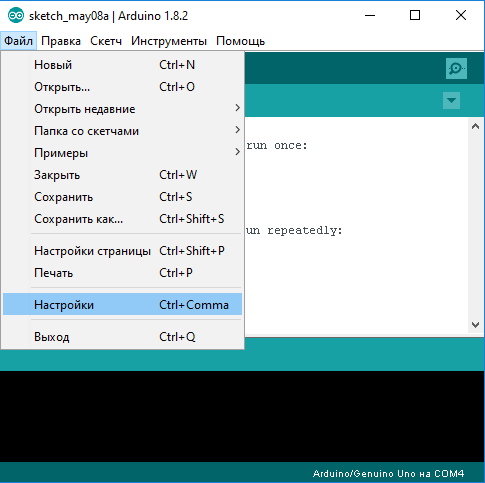 sketch_may08a | Arduino 1.8.2
Файл Правка Скетч Инструменты Помощь
Новый Ctrl+N
Открыть... Ctrl+O
Открыть недавние
Папка со скетчами
Примеры
run once:
Закрыть Ctrl+W
Сохранить Ctrl+S
Сохранить как... Ctrl+Shift+S
un repeatedly:
Настройки страницы Ctrl+Shift+P
Печать Ctrl+P
Настройки Ctrl+Comma
Выход Ctrl+Q
Arduino/Genuino Uno на COM4